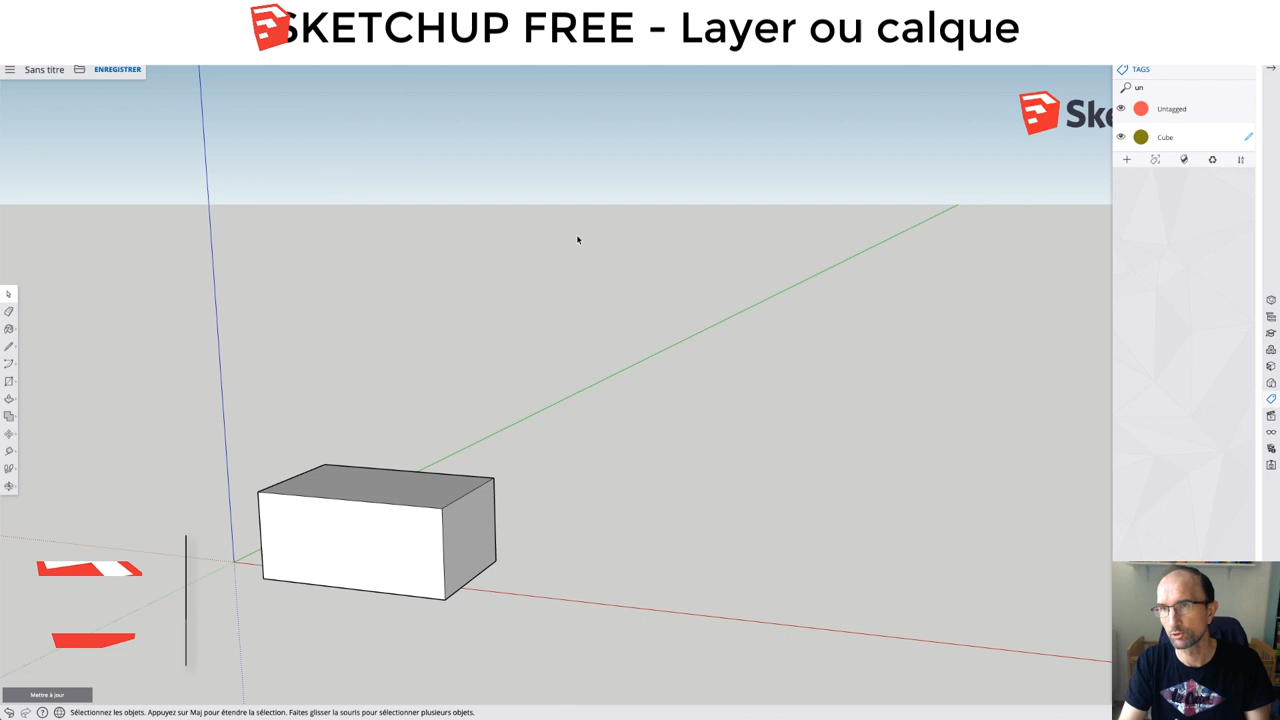 SKETCHUP FREE - Layer ou calque
Sans titre
ENREGISTRER
TAGS
un
Untagged
Cube
Ske
Mettre à jour
Sélectionnez les objets. Appuyez sur Maj pour étendre la sélection. Faites glisser la souris pour sélectionner plusieurs objets.